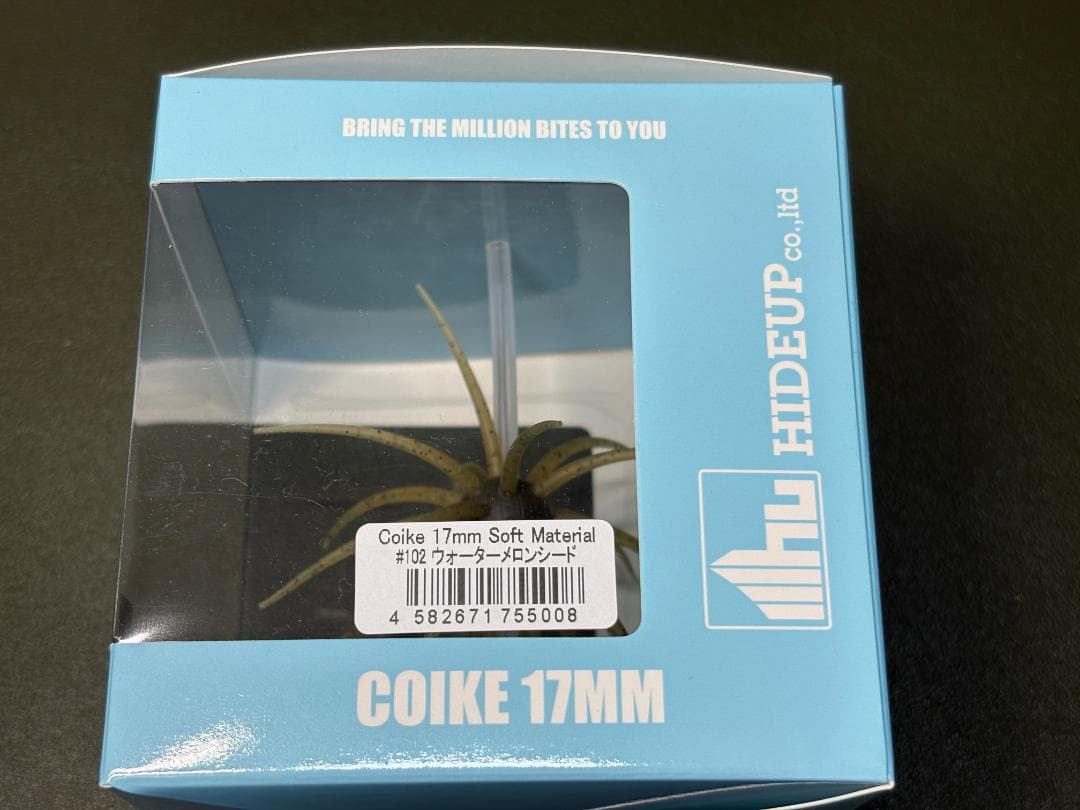 BRING THE MILLION BITES TO YOU
HIDEUP co.,ltd
Coike 17mm Soft Material
#102 ウォーターメロンシード
4 582671 755008
COIKE 17MM